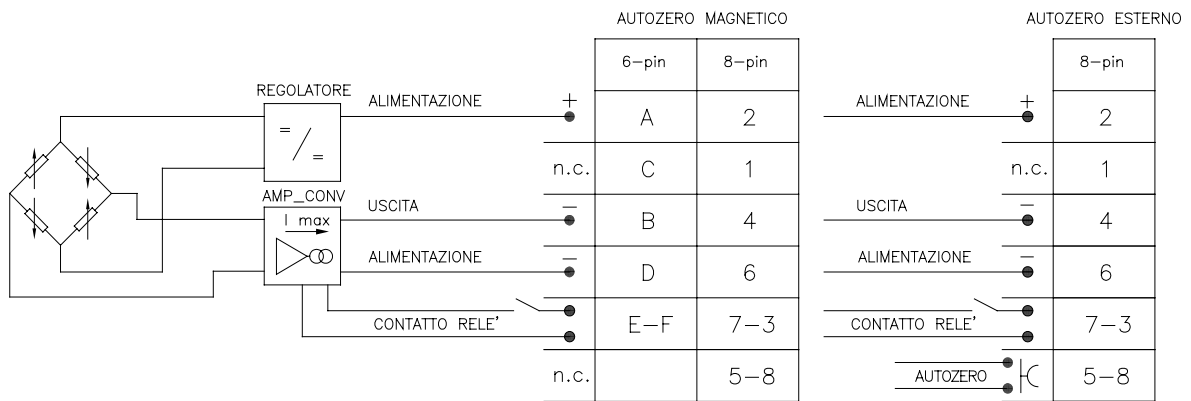 AUTOZERO MAGNETICO AUTOZERO ESTERNO
6-pin 8-pin 8-pin
REGOLATORE
= / =
ALIMENTAZIONE + A 2 ALIMENTAZIONE + 2
n.c. C 1 n.c. 1
AMP_CONV
I max
USCITA - B 4 USCITA - 4
ALIMENTAZIONE - D 6 ALIMENTAZIONE - 6
CONTATTO RELE' E-F 7-3 CONTATTO RELE' 7-3
n.c. 5-8 AUTOZERO 5-8